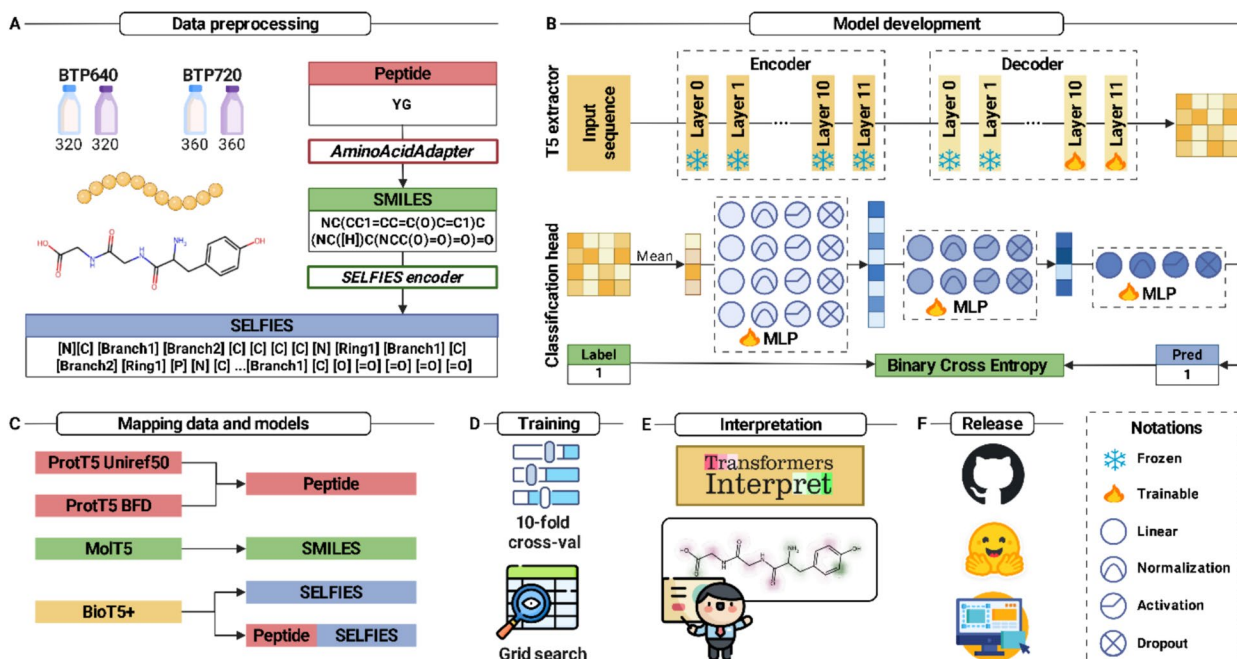 A
Data preprocessing
BTP640
BTP720
320 320
360 360
HO
O
O
N
H
O
N
H
NH₂
OH
Peptide
YG
AminoAcidAdapter
SMILES
NC(CC1=CC=C(O)C=C1)C
(NC([H])C(NCC(O)=O)=O)=O
SELFIES encoder
SELFIES
[N][C] [Branch1] [Branch2] [C] [C] [C] [C] [N] [Ring1] [Branch1] [C]
[Branch2] [Ring1] [P] [N] [C] ...[Branch1] [C] [O] [=O] [=O] [=O] [=O]
B
Model development
T5 extractor
Input
sequence
Encoder
Layer 0
Layer 1
...
Layer 10
Layer 11
Decoder
Layer 0
Layer 1
...
Layer 10
Layer 11
Classification head
Mean
MLP
MLP
MLP
Label
1
Binary Cross Entropy
Pred
1
C
Mapping data and models
ProtT5 Uniref50
ProtT5 BFD
Peptide
MolT5
SMILES
BioT5+
SELFIES
Peptide SELFIES
D
Training
10-fold
cross-val
Grid search
E
Interpretation
Transformers
Interpret
F
Release
Notations
Frozen
Trainable
Linear
Normalization
Activation
Dropout